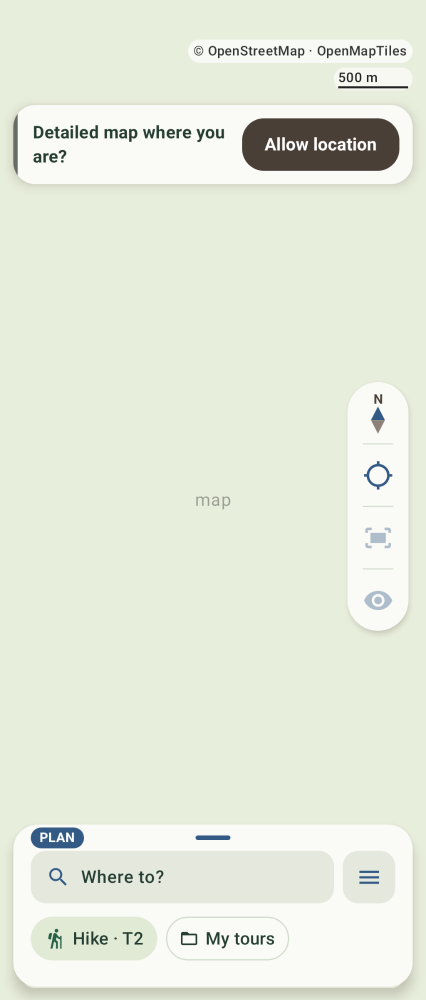 © OpenStreetMap · OpenMapTiles
500 m
Detailed map where you
are?
Allow location
N
map
PLAN
Where to?
Hike · T2
My tours